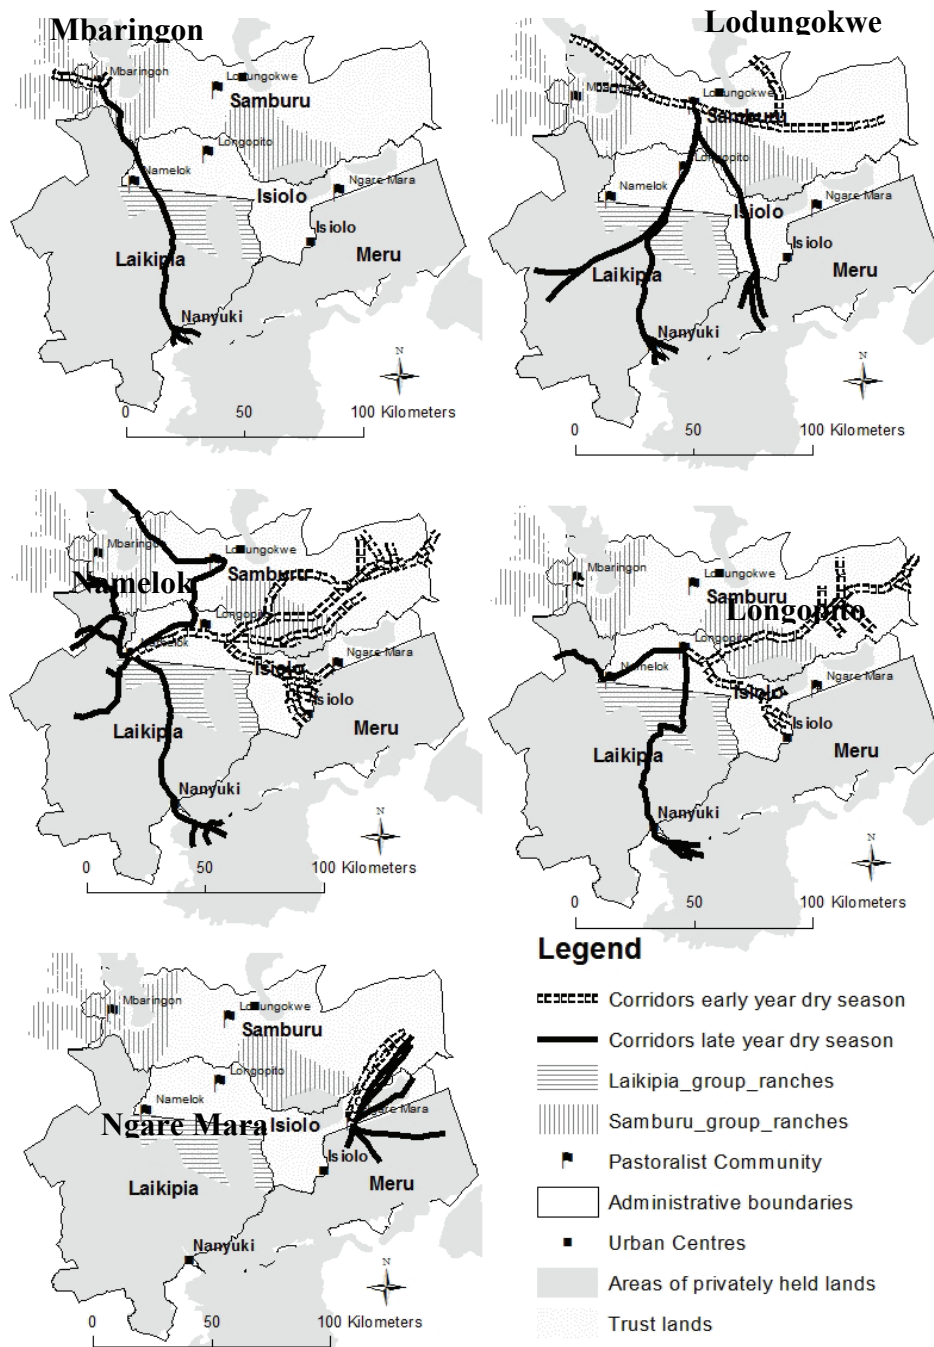 Mbaringon
Mbaringon
Lodungokwe
Samburu
Longopito
Namelok
Ngare Mara
Isiolo
Isiolo
Laikipia
Meru
Nanyuki
N
0 50 100 Kilometers
Lodungokwe
Lodungokwe
Samburu
Longopito
Namelok
Ngare Mara
Isiolo
Isiolo
Laikipia
Meru
Nanyuki
N
0 50 100 Kilometers
Namelok
Mbaringon
Lodungokwe
Samburu
Longopito
Ngare Mara
Isiolo
Isiolo
Laikipia
Meru
Nanyuki
N
0 50 100 Kilometers
Longopito
Mbaringon
Lodungokwe
Samburu
Longopito
Namelok
Ngare Mara
Isiolo
Isiolo
Laikipia
Meru
Nanyuki
N
0 50 100 Kilometers
Ngare Mara
Mbaringon
Lodungokwe
Samburu
Longopito
Namelok
Ngare Mara
Isiolo
Isiolo
Laikipia
Meru
Nanyuki
N
0 50 100 Kilometers
Legend
Corridors early year dry season
Corridors late year dry season
Laikipia_group_ranches
Samburu_group_ranches
Pastoralist Community
Administrative boundaries
Urban Centres
Areas of privately held lands
Trust lands